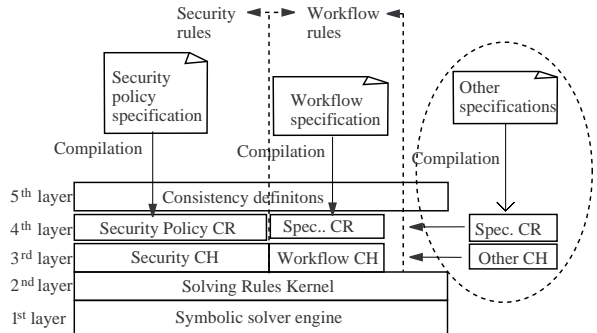 Security rules
Workflow rules
Security policy specification
Workflow specification
Other specifications
Compilation
Compilation
Compilation
5th layer
Consistency definitons
4th layer
Security Policy CR
Spec.. CR
Spec. CR
3rd layer
Security CH
Workflow CH
Other CH
2nd layer
Solving Rules Kernel
1st layer
Symbolic solver engine